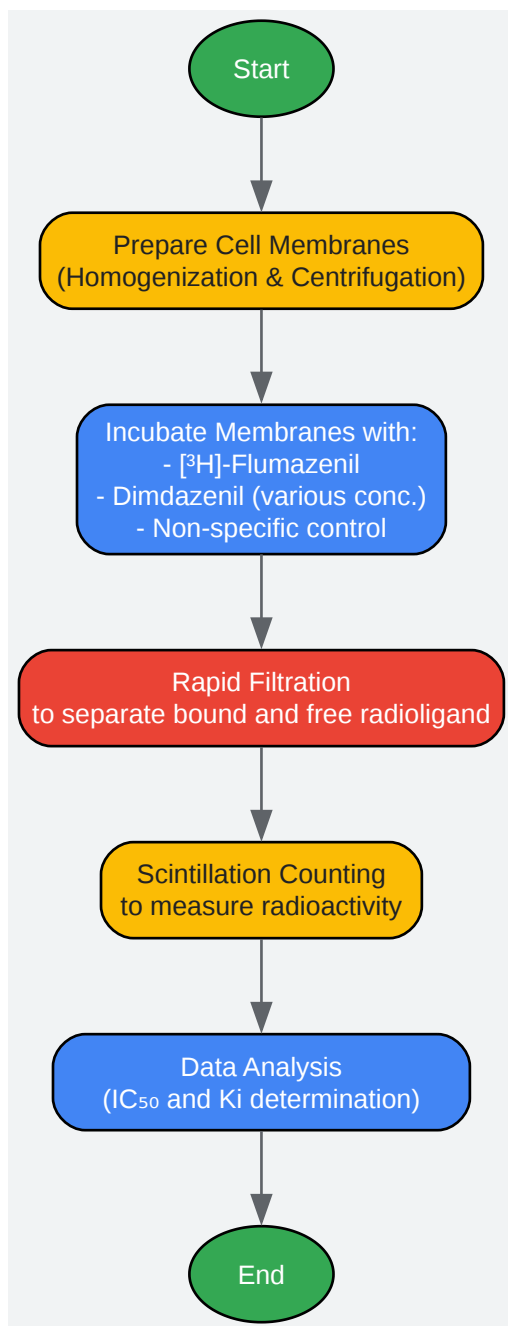 Start
Prepare Cell Membranes
(Homogenization & Centrifugation)
Incubate Membranes with:
- [³H]-Flumazenil
- Dimdazenil (various conc.)
- Non-specific control
Rapid Filtration
to separate bound and free radioligand
Scintillation Counting
to measure radioactivity
Data Analysis
(IC₅₀ and Ki determination)
End